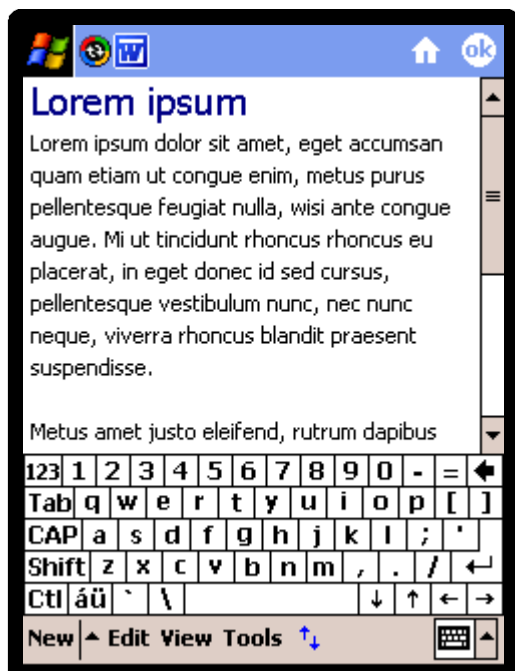 ok
Lorem ipsum
Lorem ipsum dolor sit amet, eget accumsan
quam etiam ut congue enim, metus purus
pellentesque feugiat nulla, wisi ante congue
augue. Mi ut tincidunt rhoncus rhoncus eu
placerat, in eget donec id sed cursus,
pellentesque vestibulum nunc, nec nunc
neque, viverra rhoncus blandit praesent
suspendisse.
Metus amet justo eleifend, rutrum dapibus
123 1 2 3 4 5 6 7 8 9 0 - = 🡄
Tab q w e r t y u i o p [ ]
CAP a s d f g h j k l ; '
Shift z x c v b n m , . / ↵
Ctl áü ` \ ↓ ↑ ← →
New Edit View Tools